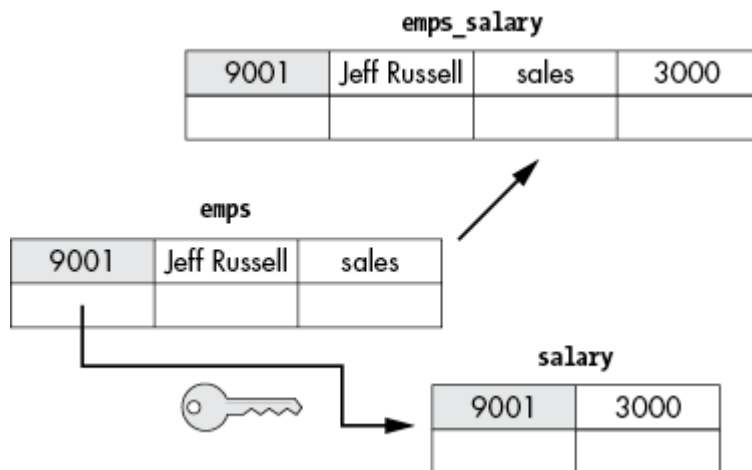 emps_salary
9001 Jeff Russell sales 3000
emps
9001 Jeff Russell sales
salary
9001 3000